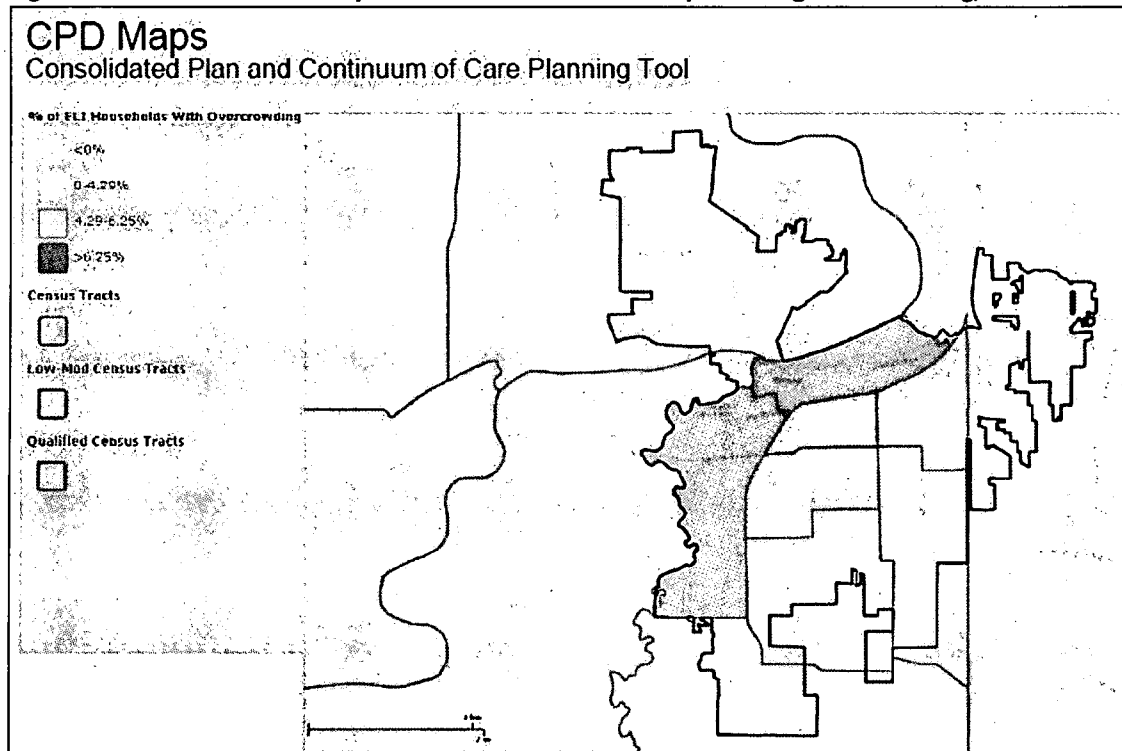 CPD Maps
Consolidated Plan and Continuum of Care Planning Tool
% of ELI Households With Overcrowding
<0%
0-4.29%
4.29-6.25%
>6.25%
Census Tracts
Low-Mod Census Tracts
Qualified Census Tracts